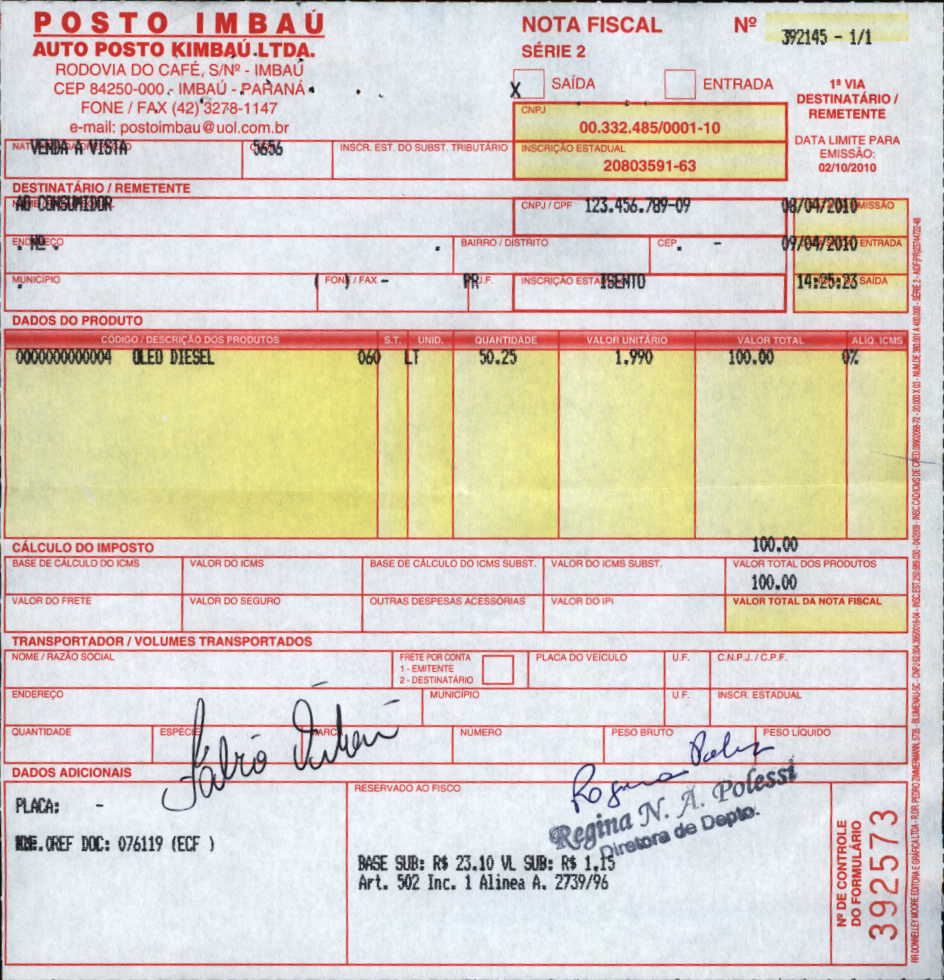 POSTO IMBAÚ
AUTO POSTO KIMBAÚ.LTDA.
RODOVIA DO CAFÉ, S/Nº - IMBAÚ
CEP 84250-000 - IMBAÚ - PARANÁ
FONE / FAX (42) 3278-1147
e-mail: postoimbau@uol.com.br
NOTA FISCAL
Nº 392145 - 1/1
SÉRIE 2
X SAÍDA ENTRADA
1ª VIA
DESTINATÁRIO /
REMETENTE
DATA LIMITE PARA
EMISSÃO:
02/10/2010
CNPJ
00.332.485/0001-10
VENDA A VISTA 5656
INSCR. EST. DO SUBST. TRIBUTÁRIO
INSCRIÇÃO ESTADUAL
20803591-63
DESTINATÁRIO / REMETENTE
AO CONSUMIDOR
CNPJ / CPF 123.456.789-09
08/04/2010 EMISSÃO
ENDEREÇO
BAIRRO / DISTRITO
CEP. -
09/04/2010 ENTRADA
MUNICÍPIO
( ) FONE / FAX -
PR U.F.
INSCRIÇÃO ESTADUAL ISENTO
14:25:23 SAÍDA
DADOS DO PRODUTO
CÓDIGO / DESCRIÇÃO DOS PRODUTOS S.T. UNID. QUANTIDADE VALOR UNITÁRIO VALOR TOTAL ALIQ. ICMS
0000000000004 OLEO DIESEL 060 LT 50.25 1.990 100.00 0%
CÁLCULO DO IMPOSTO
100.00
BASE DE CÁLCULO DO ICMS VALOR DO ICMS BASE DE CÁLCULO DO ICMS SUBST. VALOR DO ICMS SUBST. VALOR TOTAL DOS PRODUTOS
100.00
VALOR DO FRETE VALOR DO SEGURO OUTRAS DESPESAS ACESSÓRIAS VALOR DO IPI VALOR TOTAL DA NOTA FISCAL
TRANSPORTADOR / VOLUMES TRANSPORTADOS
NOME / RAZÃO SOCIAL
FRETE POR CONTA
1 - EMITENTE
2 - DESTINATÁRIO
PLACA DO VEÍCULO U.F. C.N.P.J. / C.P.F.
ENDEREÇO MUNICÍPIO U.F. INSCR. ESTADUAL
QUANTIDADE ESPÉCIE NÚMERO PESO BRUTO PESO LÍQUIDO
DADOS ADICIONAIS
RESERVADO AO FISCO
PLACA: -
Regina
Regina N. A. Polessi
Diretora de Depto.
REF DOC: 076119 (ECF )
BASE SUB: R$ 23.10 VL SUB: R$ 1.15
Art. 502 Inc. 1 Alinea A. 2739/96
Nº DE CONTROLE
DO FORMULÁRIO
392573